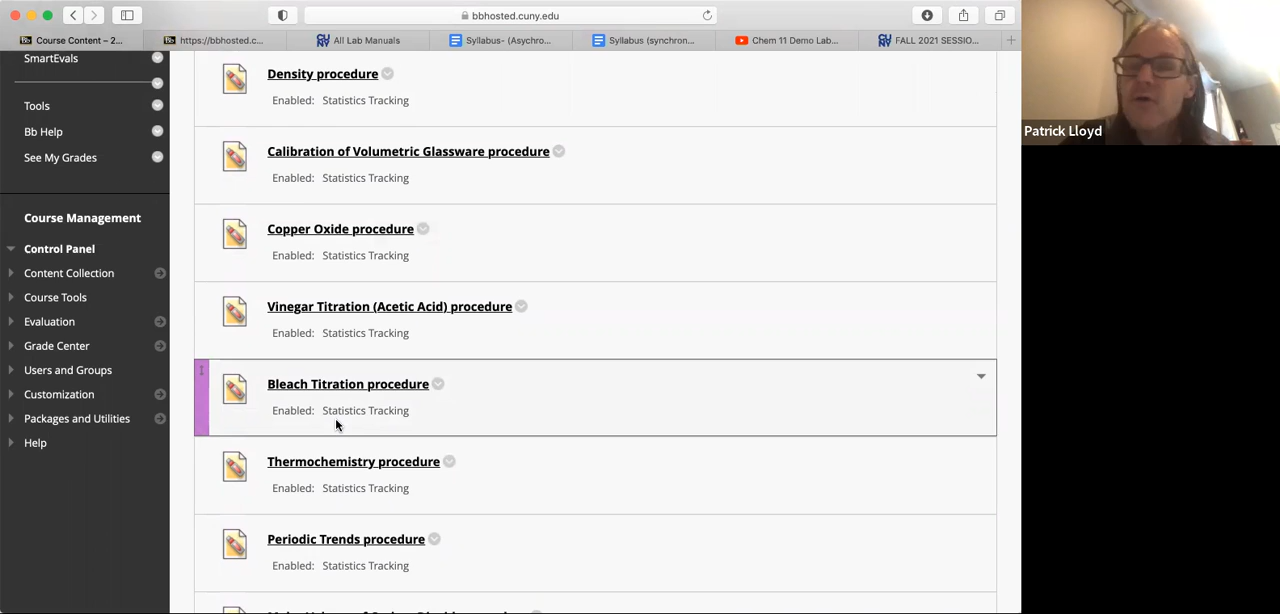 bbhosted.cuny.edu
Course Content – 2...
https://bbhosted.c...
All Lab Manuals
Syllabus- (Asychro...
Syllabus (synchron...
Chem 11 Demo Lab...
FALL 2021 SESSIO...
SmartEvals
Tools
Bb Help
See My Grades
Course Management
Control Panel
Content Collection
Course Tools
Evaluation
Grade Center
Users and Groups
Customization
Packages and Utilities
Help
Density procedure
Enabled: Statistics Tracking
Calibration of Volumetric Glassware procedure
Enabled: Statistics Tracking
Copper Oxide procedure
Enabled: Statistics Tracking
Vinegar Titration (Acetic Acid) procedure
Enabled: Statistics Tracking
Bleach Titration procedure
Enabled: Statistics Tracking
Thermochemistry procedure
Enabled: Statistics Tracking
Periodic Trends procedure
Enabled: Statistics Tracking
Patrick Lloyd